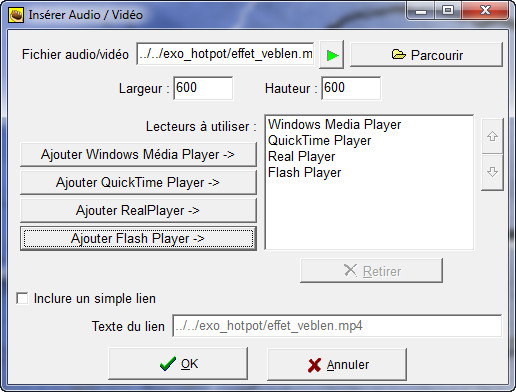 Insérer Audio / Vidéo
Fichier audio/vidéo ../../exo_hotpot/effet_veblen.m Parcourir
Largeur : 600 Hauteur : 600
Lecteurs à utiliser :
Ajouter Windows Média Player ->
Ajouter QuickTime Player ->
Ajouter RealPlayer ->
Ajouter Flash Player ->
Windows Media Player
QuickTime Player
Real Player
Flash Player
Retirer
Inclure un simple lien
Texte du lien ../../exo_hotpot/effet_veblen.mp4
OK Annuler